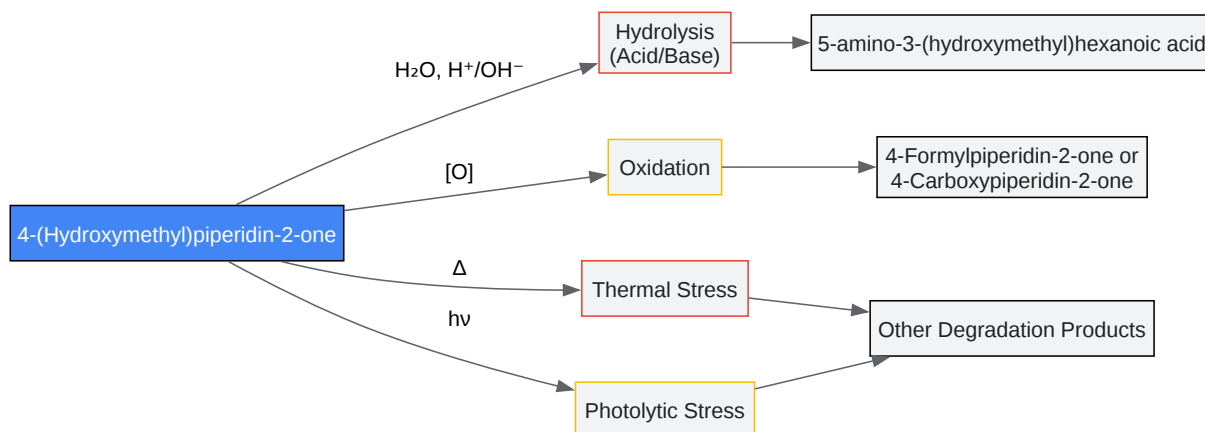 4-(Hydroxymethyl)piperidin-2-one
H₂O, H⁺/OH⁻
Hydrolysis
(Acid/Base)
5-amino-3-(hydroxymethyl)hexanoic acid
[O]
Oxidation
4-Formylpiperidin-2-one or
4-Carboxypiperidin-2-one
Δ
Thermal Stress
hν
Photolytic Stress
Other Degradation Products